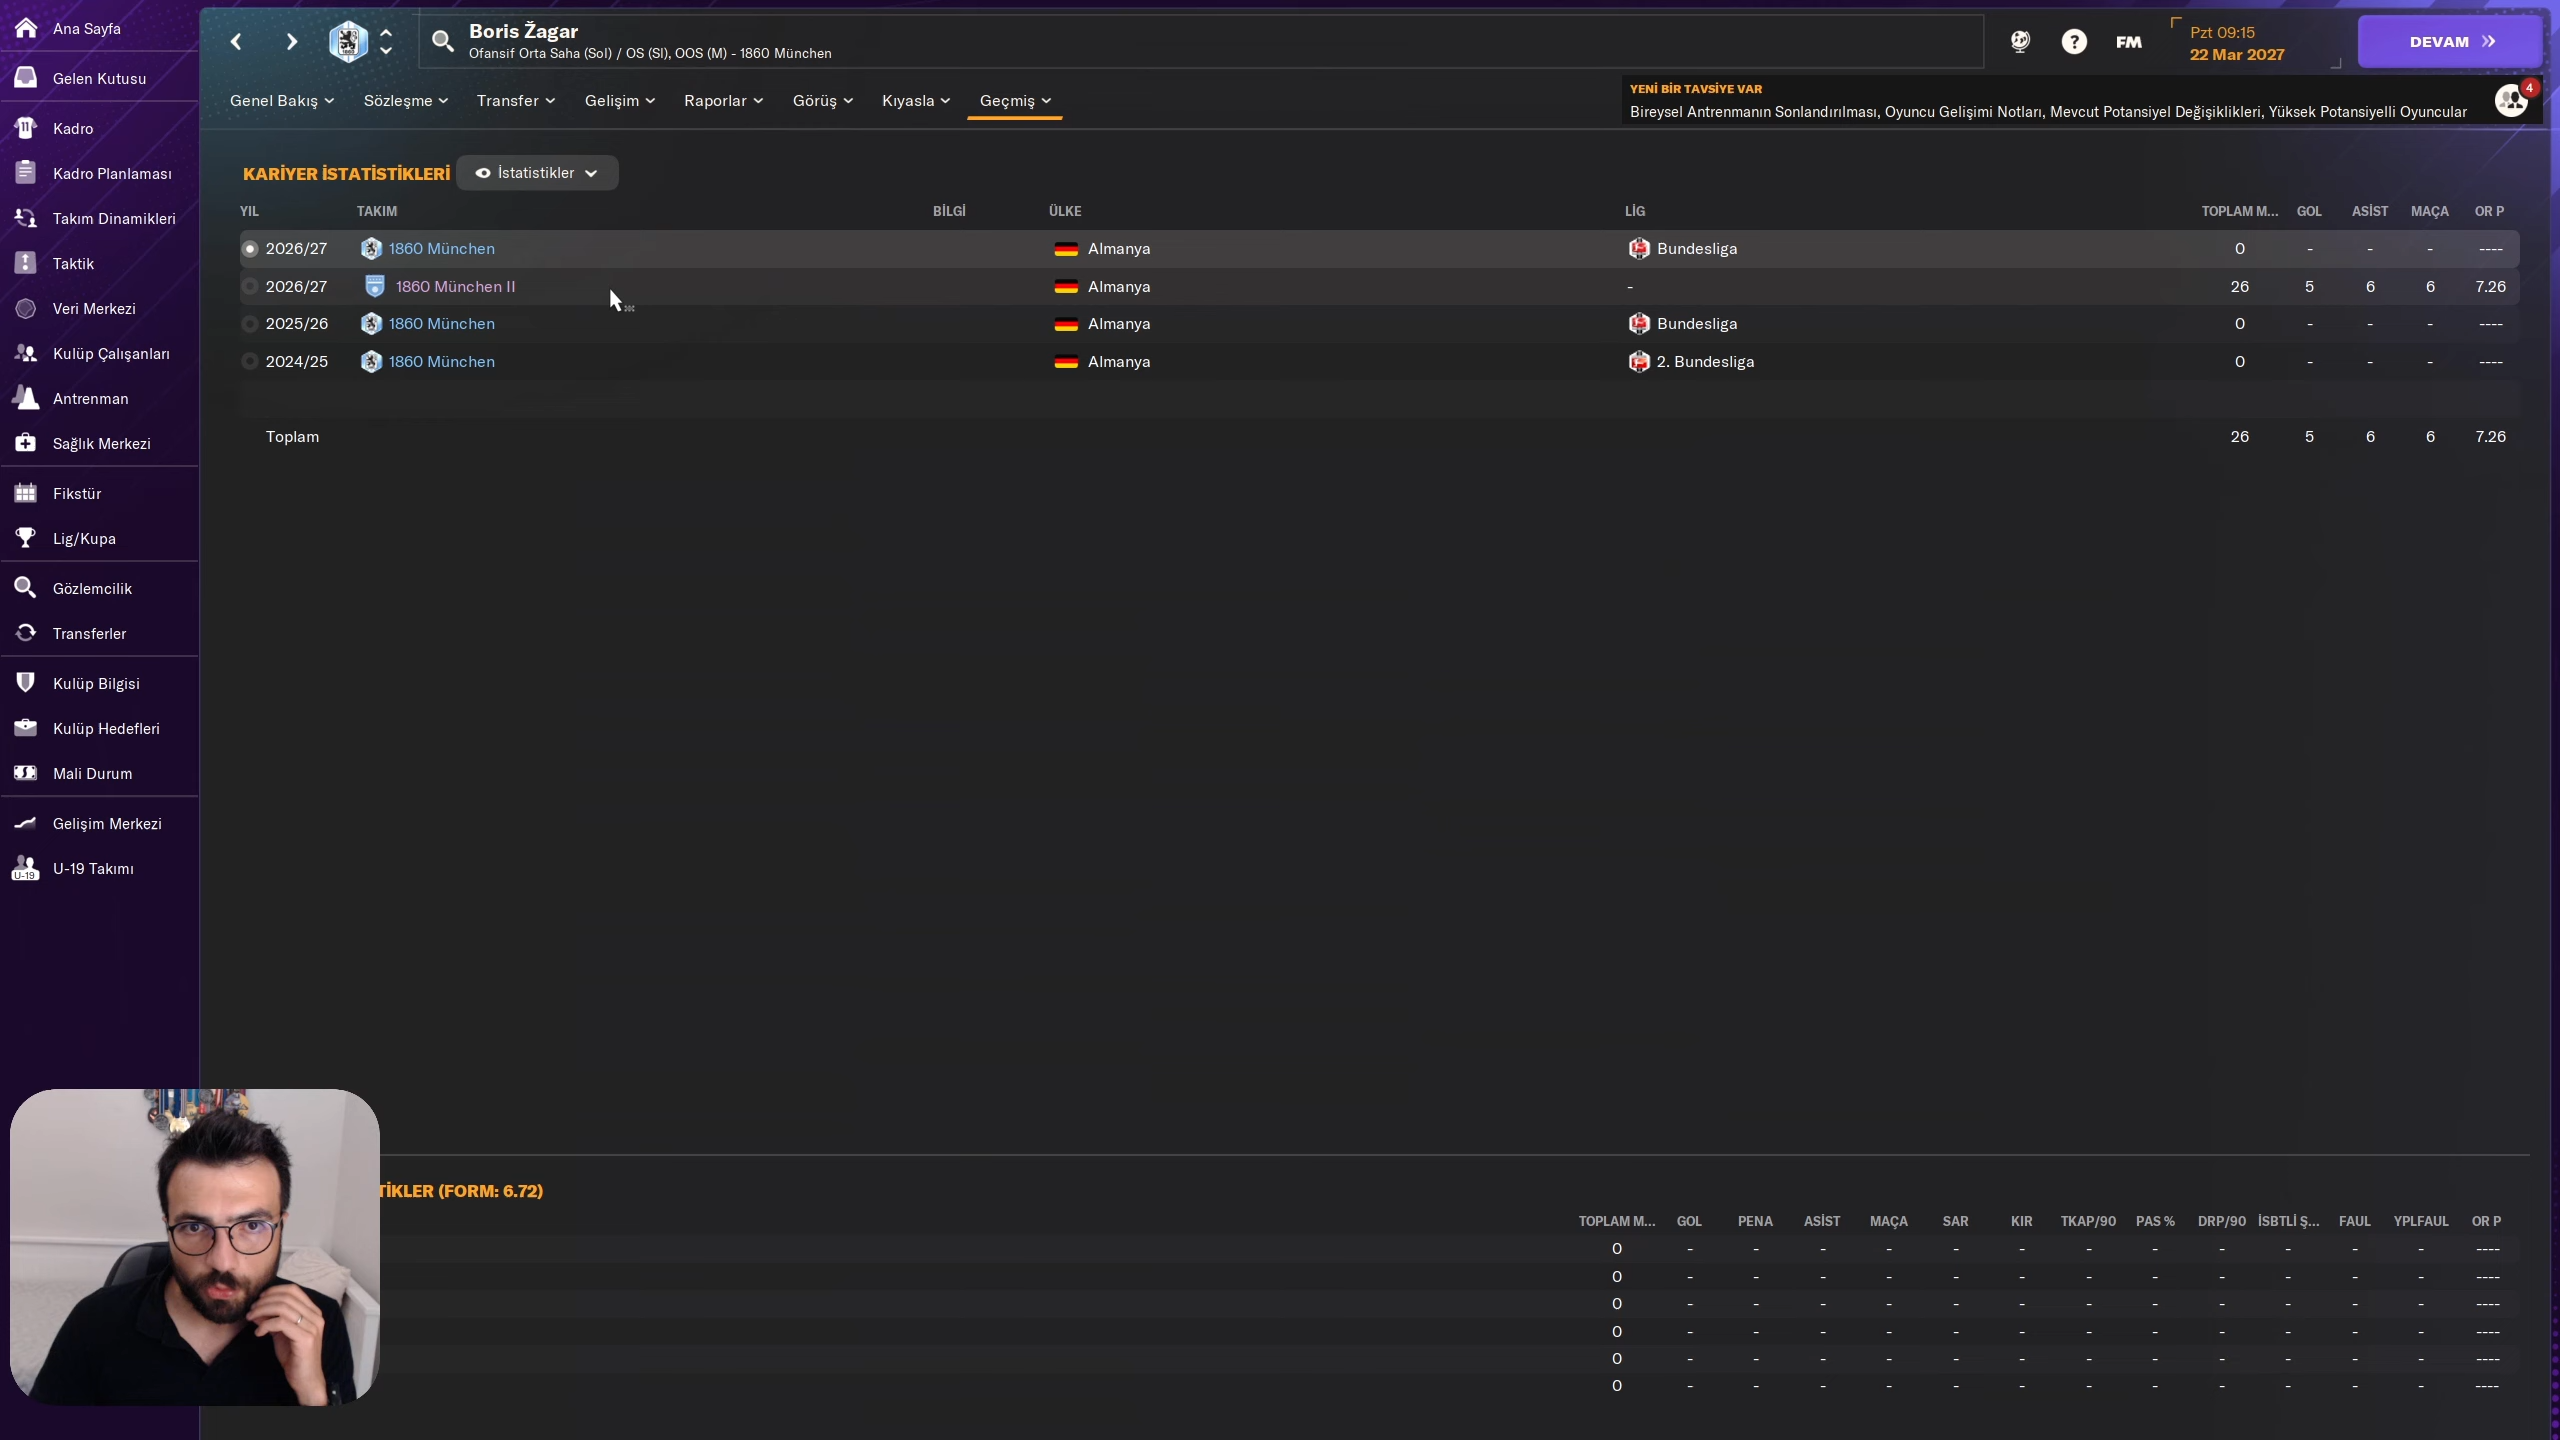 Ana Sayfa
Gelen Kutusu
Kadro
Kadro Planlaması
Takım Dinamikleri
Taktik
Veri Merkezi
Kulüp Çalışanları
Antrenman
Sağlık Merkezi
Fikstür
Lig/Kupa
Gözlemcilik
Transferler
Kulüp Bilgisi
Kulüp Hedefleri
Mali Durum
Gelişim Merkezi
U-19 Takımı
U-19
Boris Žagar
Ofansif Orta Saha (Sol) / OS (Sl), OOS (M) - 1860 München
FM
Pzt 09:15
22 Mar 2027
DEVAM
Genel Bakış Sözleşme Transfer Gelişim Raporlar Görüş Kıyasla Geçmiş
YENİ BİR TAVSİYE VAR
Bireysel Antrenmanın Sonlandırılması, Oyuncu Gelişimi Notları, Mevcut Potansiyel Değişiklikleri, Yüksek Potansiyelli Oyuncular
4
KARİYER İSTATİSTİKLERİ İstatistikler
YIL TAKIM BİLGİ ÜLKE LİG TOPLAM M... GOL ASİST MAÇA OR P
2026/27 1860 München Almanya Bundesliga 0 - - - ----
2026/27 1860 München II Almanya - 26 5 6 6 7.26
2025/26 1860 München Almanya Bundesliga 0 - - - ----
2024/25 1860 München Almanya 2. Bundesliga 0 - - - ----
Toplam 26 5 6 6 7.26
TİKLER (FORM: 6.72)
TOPLAM M... GOL PENA ASİST MAÇA SAR KIR TKAP/90 PAS % DRP/90 İSBTLİ Ş... FAUL YPLFAUL OR P
0 - - - - - - - - - - - - ----
0 - - - - - - - - - - - - ----
0 - - - - - - - - - - - - ----
0 - - - - - - - - - - - - ----
0 - - - - - - - - - - - - ----
0 - - - - - - - - - - - - ----